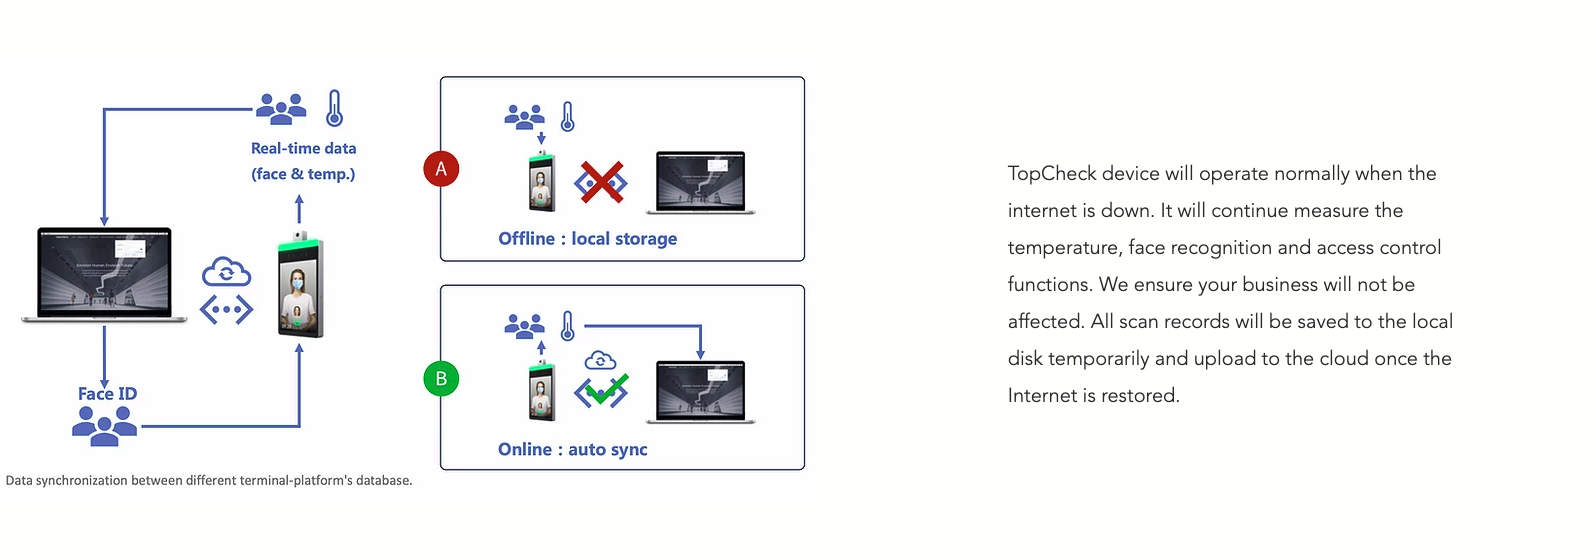 Real-time data
(face & temp.)
Face ID
Data synchronization between different terminal-platform's database.
A
Offline : local storage
B
Online : auto sync
TopCheck device will operate normally when the
internet is down. It will continue measure the
temperature, face recognition and access control
functions. We ensure your business will not be
affected. All scan records will be saved to the local
disk temporarily and upload to the cloud once the
Internet is restored.